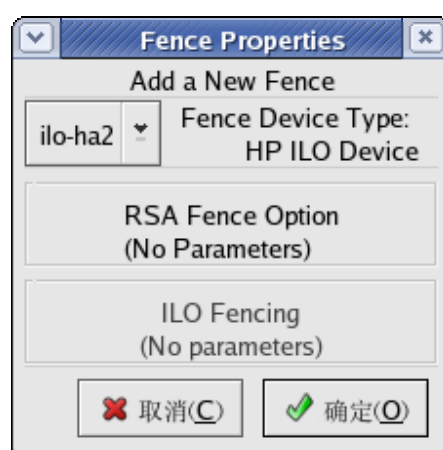 Fence Properties
Add a New Fence
ilo-ha2
Fence Device Type:
HP ILO Device
RSA Fence Option
(No Parameters)
ILO Fencing
(No parameters)
取消(C)
确定(O)